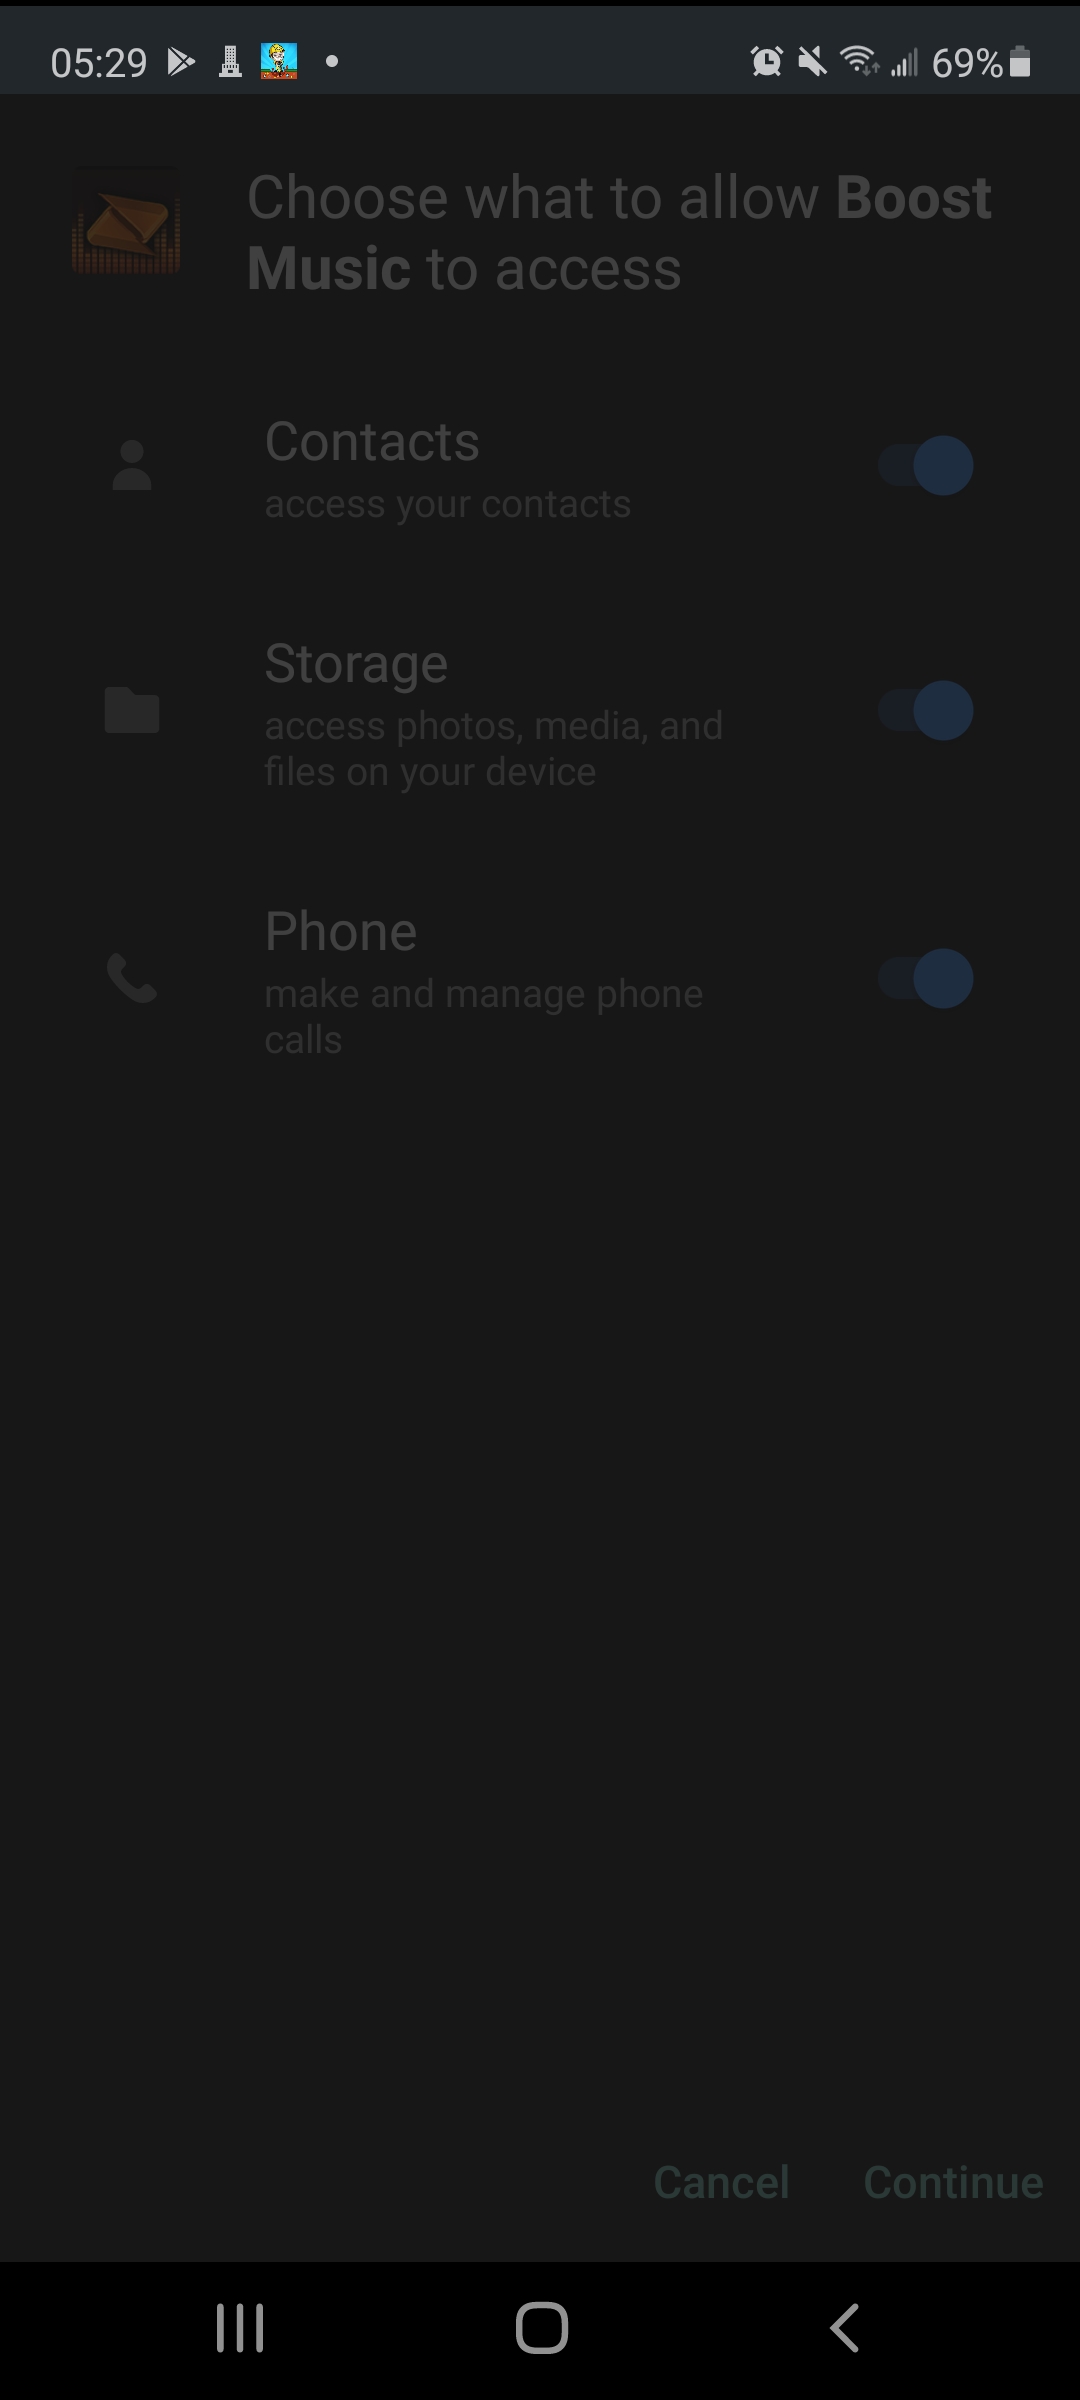 05:29
69%
Choose what to allow Boost
Music to access
Contacts
access your contacts
Storage
access photos, media, and
files on your device
Phone
make and manage phone
calls
Cancel Continue